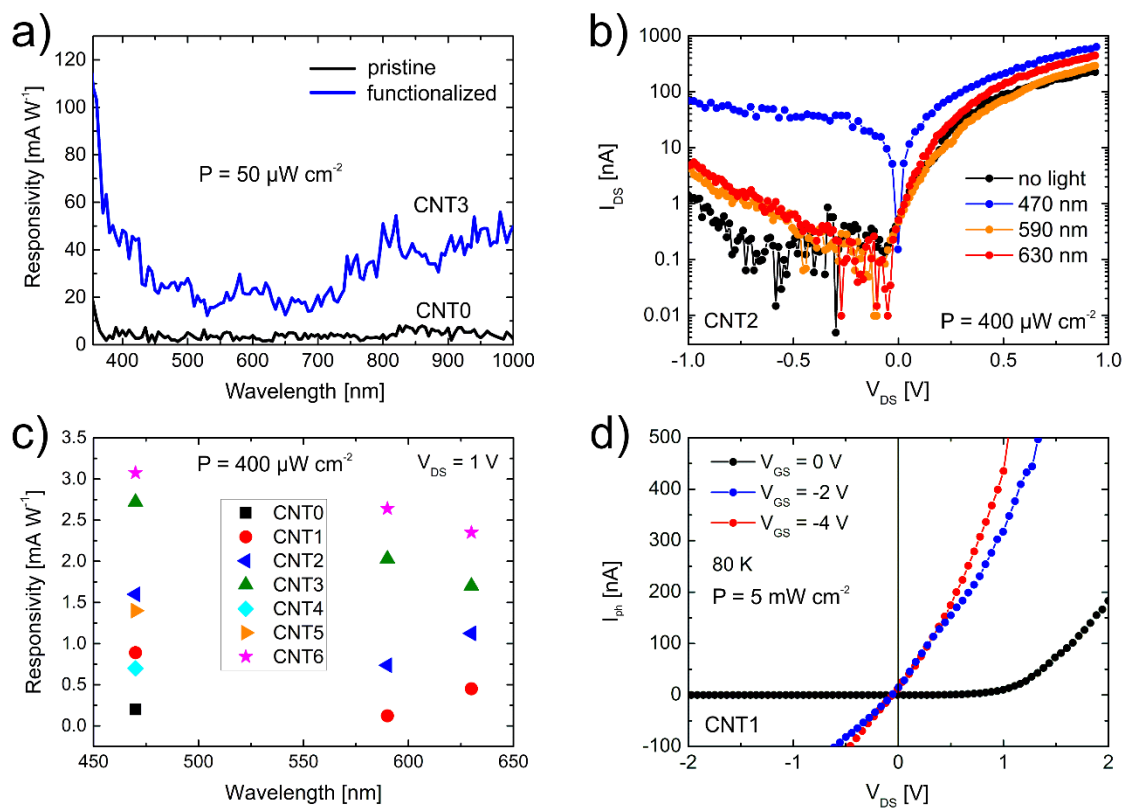 a)
120
100
80
60
40
20
0
Responsivity [mA W⁻¹]
pristine
functionalized
P = 50 µW cm⁻²
CNT3
CNT0
400 500 600 700 800 900 1000
Wavelength [nm]
b)
1000
100
10
1
0.1
0.01
I_DS [nA]
no light
470 nm
590 nm
630 nm
CNT2
P = 400 µW cm⁻²
-1.0 -0.5 0.0 0.5 1.0
V_DS [V]
c)
3.5
3.0
2.5
2.0
1.5
1.0
0.5
0.0
Responsivity [mA W⁻¹]
P = 400 µW cm⁻²
V_DS = 1 V
CNT0
CNT1
CNT2
CNT3
CNT4
CNT5
CNT6
450 500 550 600 650
Wavelength [nm]
d)
500
400
300
200
100
0
-100
I_ph [nA]
V_GS = 0 V
V_GS = -2 V
V_GS = -4 V
80 K
P = 5 mW cm⁻²
CNT1
-2 -1 0 1 2
V_DS [V]